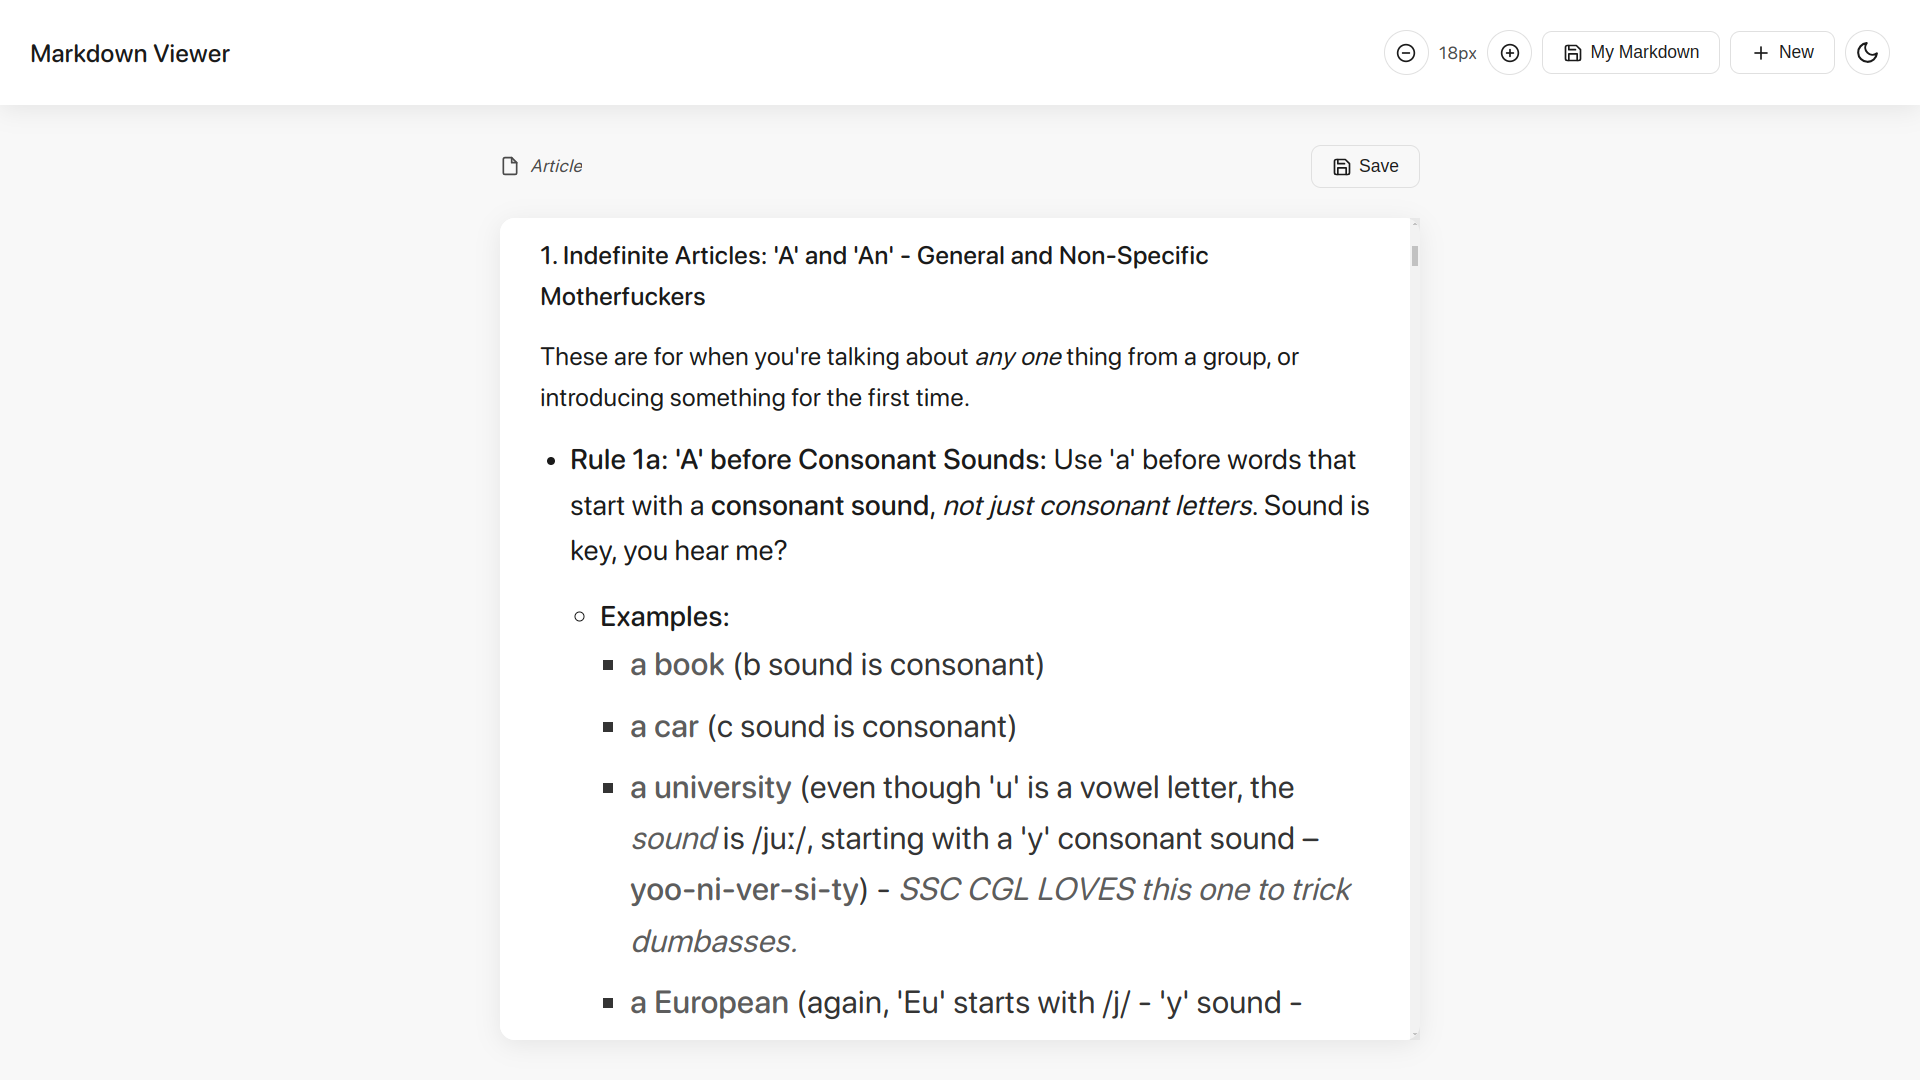 Markdown Viewer
18px
My Markdown
New
Article
Save
1. Indefinite Articles: 'A' and 'An' - General and Non-Specific
Motherfuckers
These are for when you're talking about any one thing from a group, or
introducing something for the first time.
Rule 1a: 'A' before Consonant Sounds: Use 'a' before words that
start with a consonant sound, not just consonant letters. Sound is
key, you hear me?
Examples:
a book (b sound is consonant)
a car (c sound is consonant)
a university (even though 'u' is a vowel letter, the
sound is /juː/, starting with a 'y' consonant sound –
yoo-ni-ver-si-ty) - SSC CGL LOVES this one to trick
dumbasses.
a European (again, 'Eu' starts with /j/ - 'y' sound -